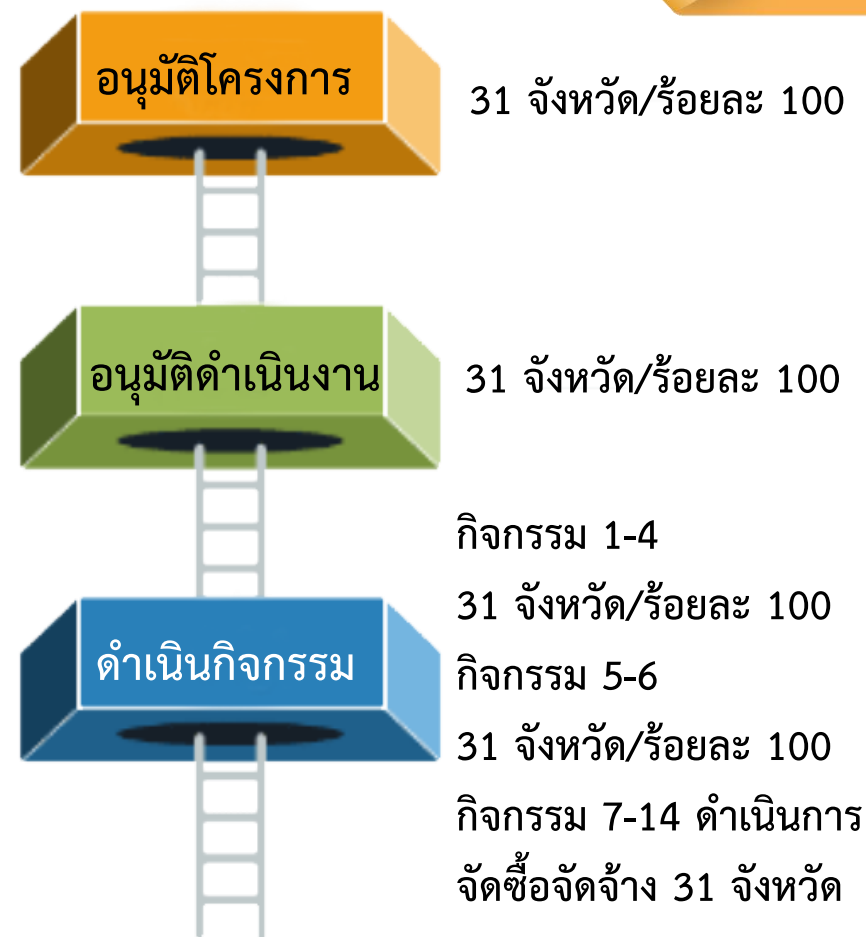 อนุมัติโครงการ
31 จังหวัด/ร้อยละ 100
อนุมัติดำเนินงาน
31 จังหวัด/ร้อยละ 100
ดำเนินกิจกรรม
กิจกรรม 1-4
31 จังหวัด/ร้อยละ 100
กิจกรรม 5-6
31 จังหวัด/ร้อยละ 100
กิจกรรม 7-14 ดำเนินการ
จัดซื้อจัดจ้าง 31 จังหวัด